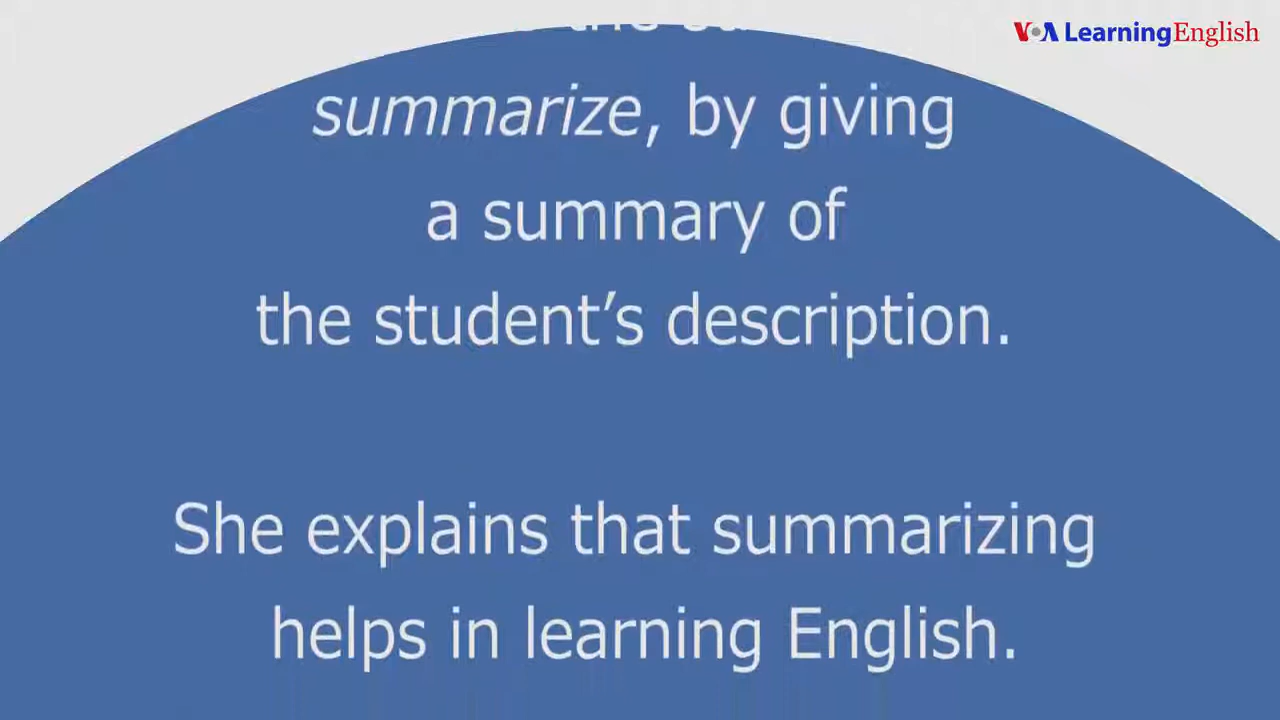 VOA LearningEnglish
summarize, by giving
a summary of
the student’s description.
She explains that summarizing
helps in learning English.